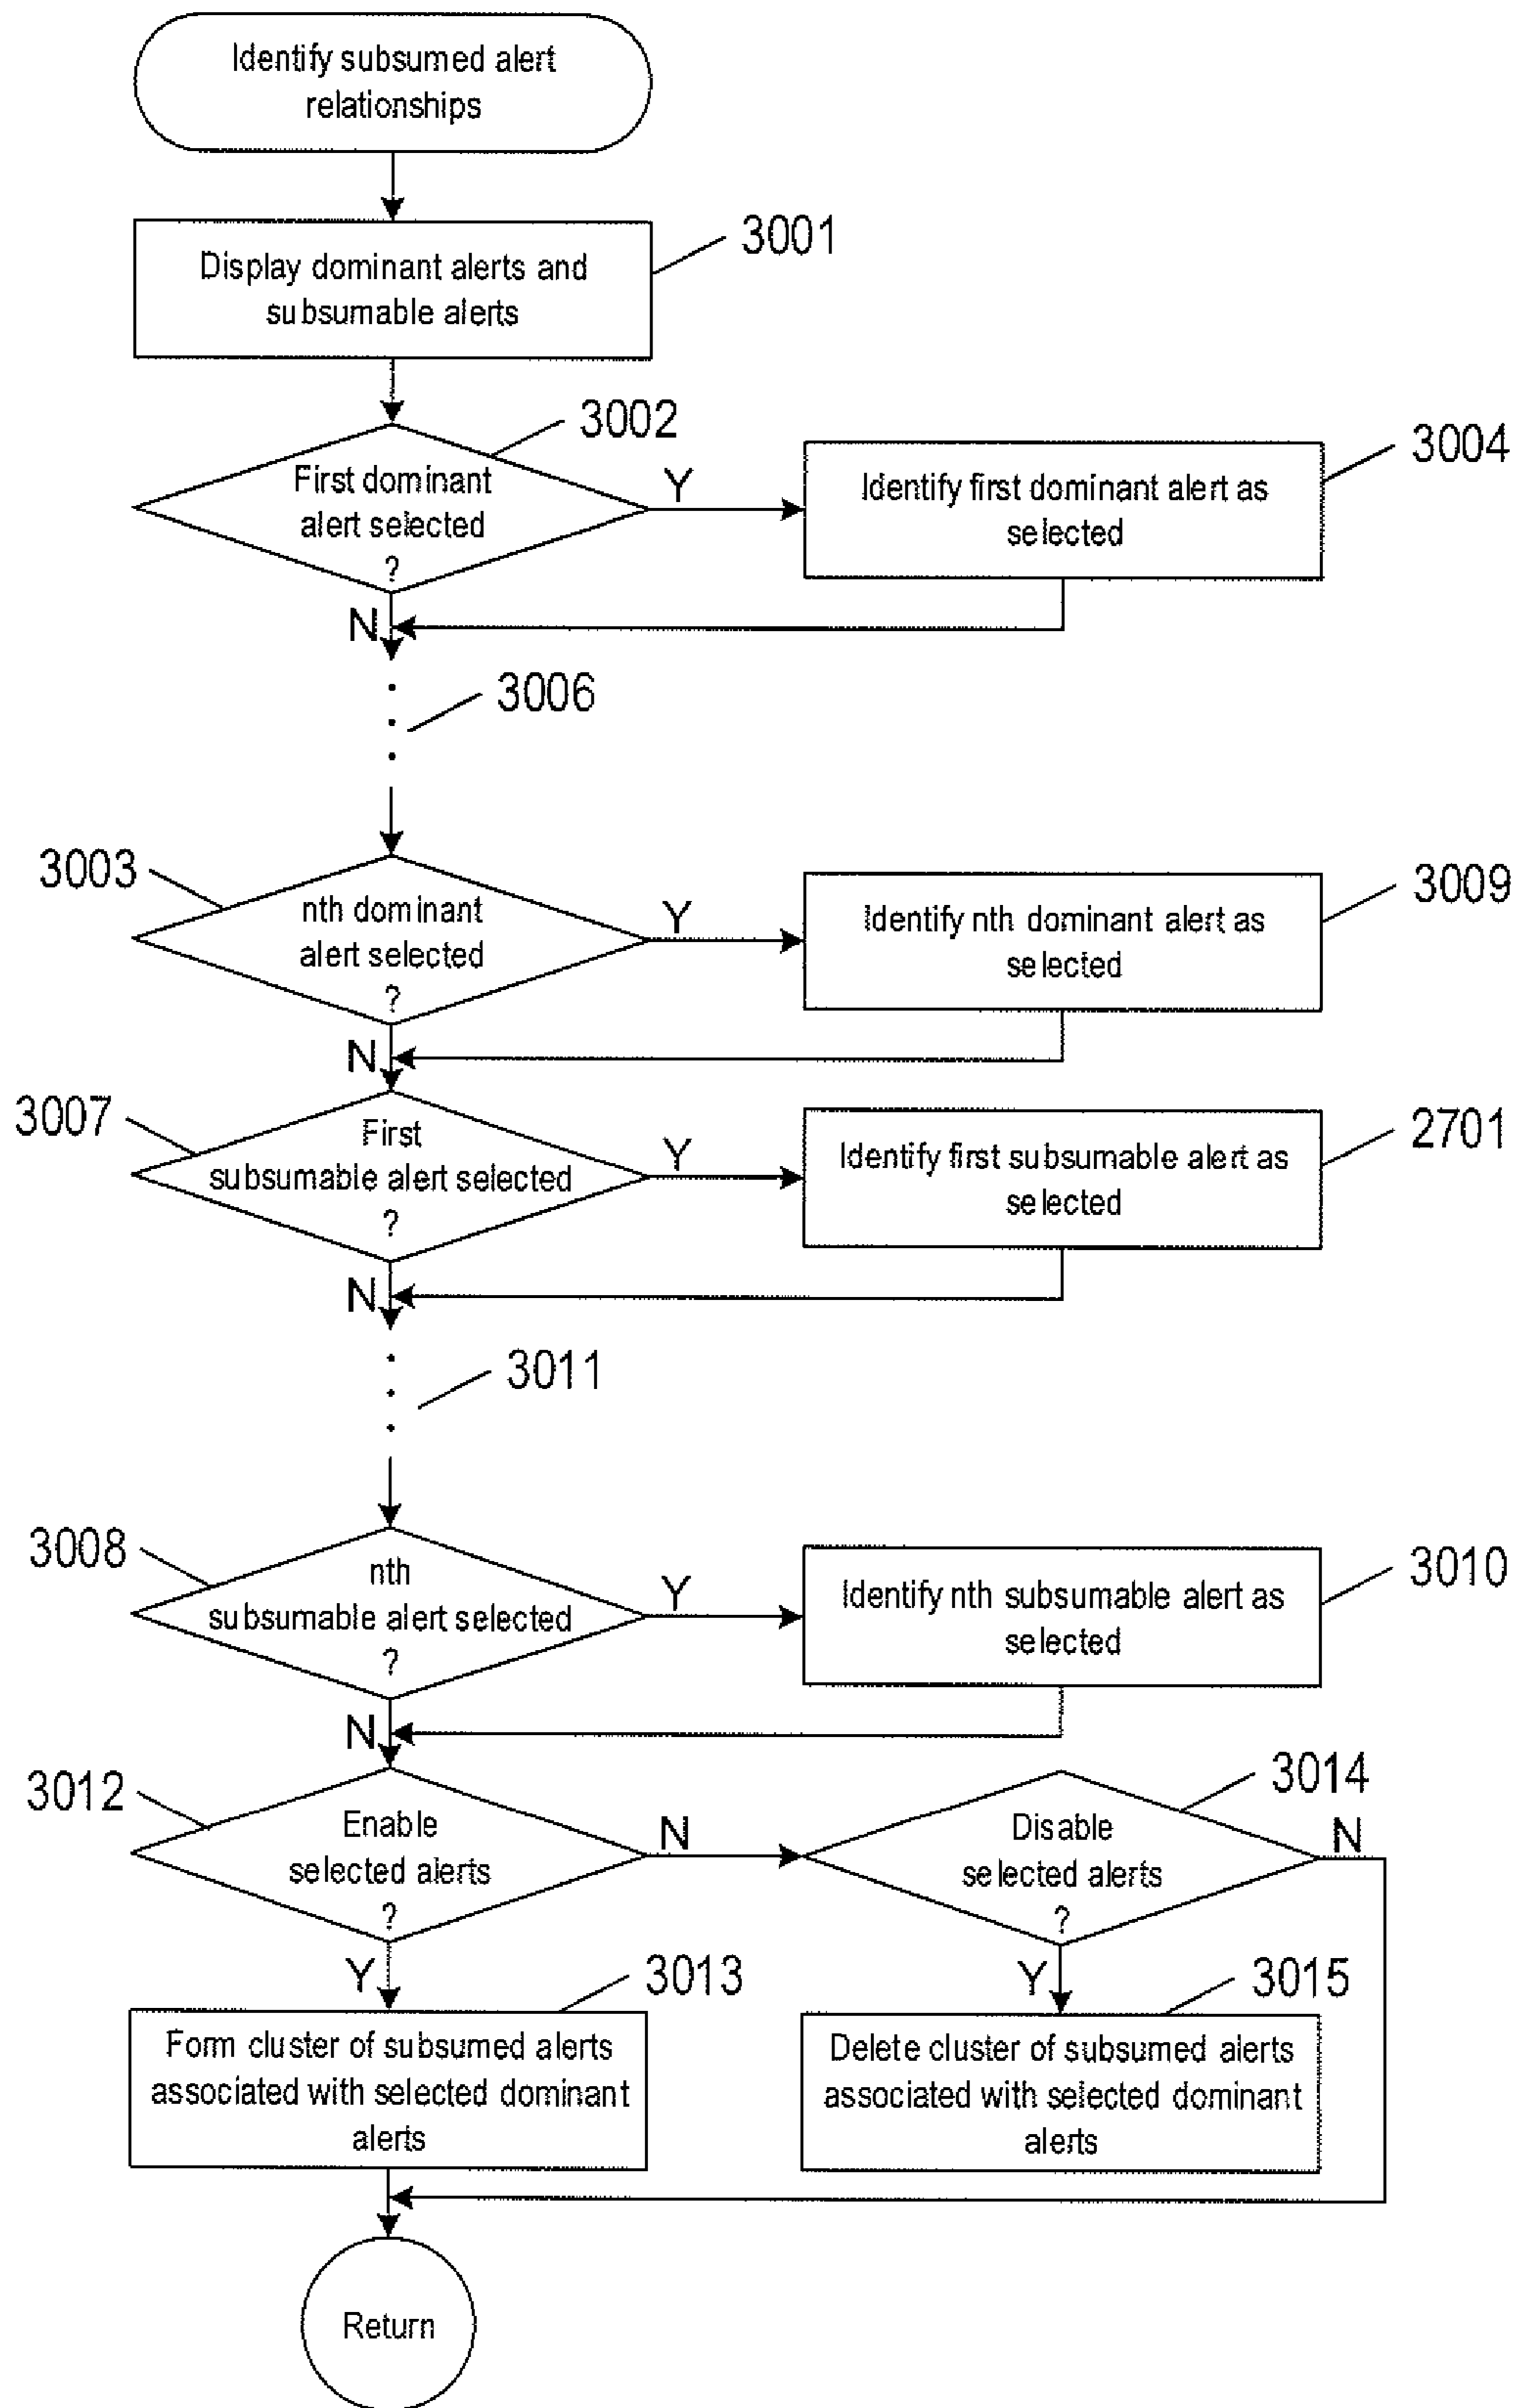 Identify subsumed alert
relationships
3001
Display dominant alerts and
subsumable alerts
3002
First dominant
alert selected
?
Y
3004
Identify first dominant alert as
selected
N
3006
3003
nth dominant
alert selected
?
Y
3009
Identify nth dominant alert as
selected
N
3007
First
subsumable alert selected
?
Y
2701
Identify first subsumable alert as
selected
N
3011
3008
nth
subsumable alert selected
?
Y
3010
Identify nth subsumable alert as
selected
N
3012
Enable
selected alerts
?
N
3014
Disable
selected alerts
?
N
Y
3013
Form cluster of subsumed alerts
associated with selected dominant
alerts
Y
3015
Delete cluster of subsumed alerts
associated with selected dominant
alerts
Return